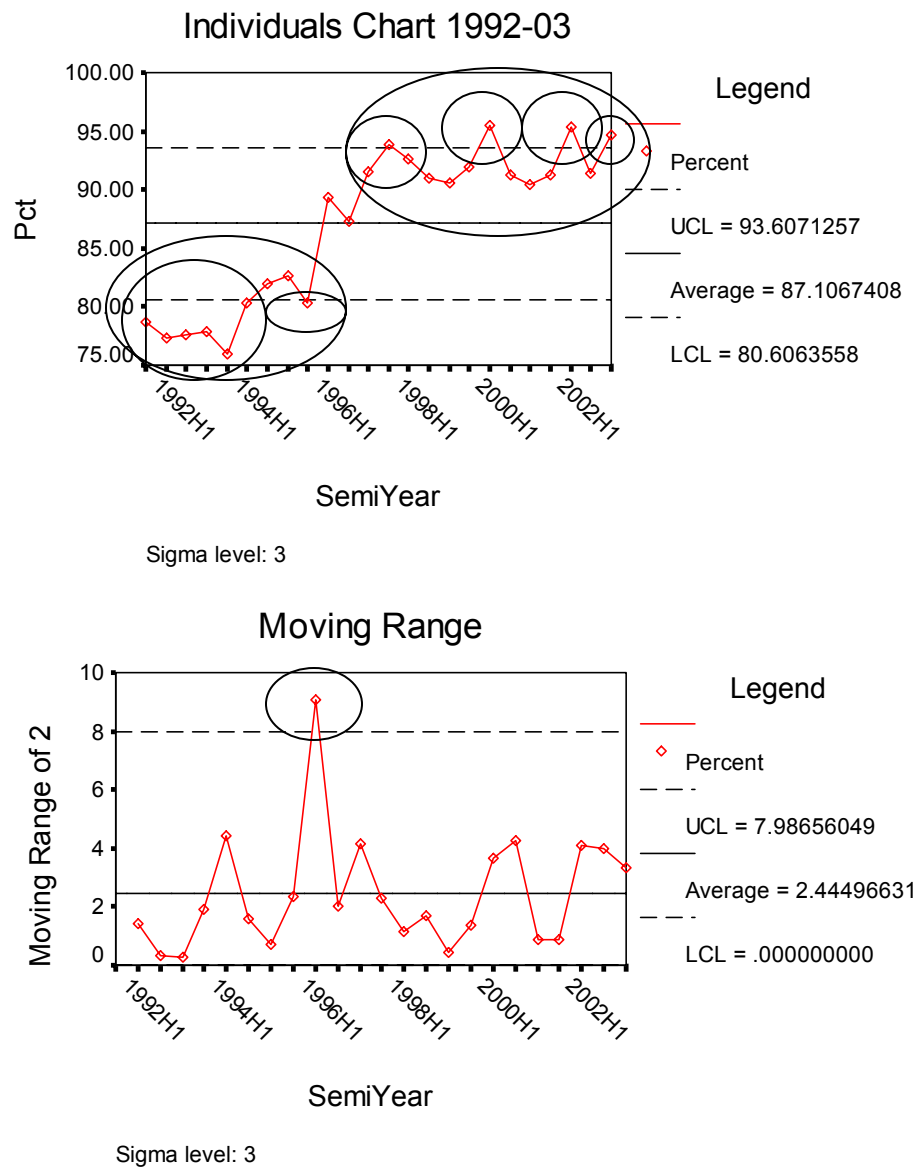 Individuals Chart 1992-03
100.00
95.00
90.00
85.00
80.00
75.00
Pct
1992H1
1994H1
1996H1
1998H1
2000H1
2002H1
SemiYear
Sigma level: 3
Legend
Percent
UCL = 93.6071257
Average = 87.1067408
LCL = 80.6063558
Moving Range
10
8
6
4
2
0
Moving Range of 2
1992H1
1994H1
1996H1
1998H1
2000H1
2002H1
SemiYear
Sigma level: 3
Legend
Percent
UCL = 7.98656049
Average = 2.44496631
LCL = .000000000